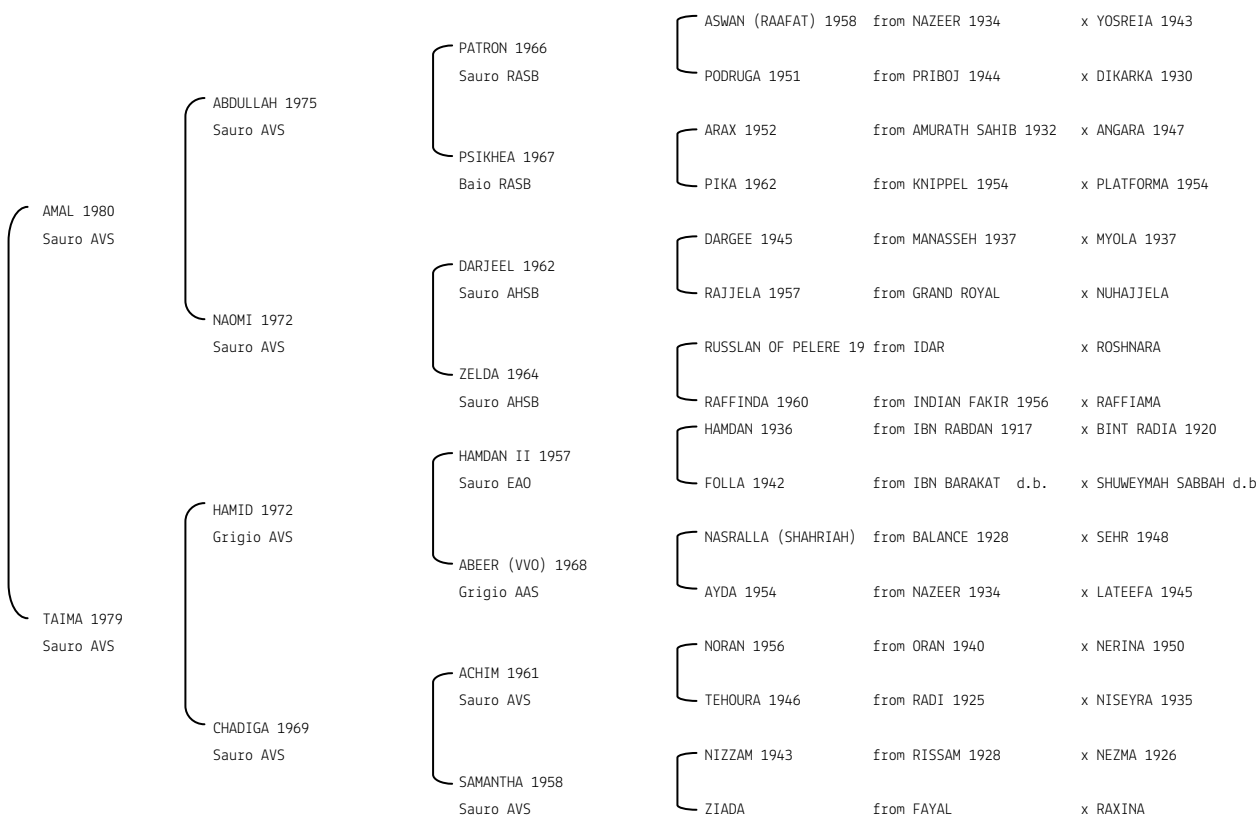 ASWAN (RAAFAT) 1958 from NAZEER 1934 x YOSREIA 1943
PATRON 1966
Sauro RASB
PODRUGA 1951 from PRIBOJ 1944 x DIKARKA 1930
ABDULLAH 1975
Sauro AVS
ARAX 1952 from AMURATH SAHIB 1932 x ANGARA 1947
PSIKHEA 1967
Baio RASB
PIKA 1962 from KNIPPEL 1954 x PLATFORMA 1954
AMAL 1980
Sauro AVS
DARGEE 1945 from MANASSEH 1937 x MYOLA 1937
DARJEEL 1962
Sauro AHSB
RAJJELA 1957 from GRAND ROYAL x NUHAJJELA
NAOMI 1972
Sauro AVS
RUSSLAN OF PELERE 19 from IDAR x ROSHNARA
ZELDA 1964
Sauro AHSB
RAFFINDA 1960 from INDIAN FAKIR 1956 x RAFFIAMA
HAMDAN 1936 from IBN RABDAN 1917 x BINT RADIA 1920
HAMDAN II 1957
Sauro EAO
FOLLA 1942 from IBN BARAKAT d.b. x SHUWEYMAH SABBAH d.b
HAMID 1972
Grigio AVS
NASRALLA (SHAHRIAH) from BALANCE 1928 x SEHR 1948
ABEER (VVO) 1968
Grigio AAS
AYDA 1954 from NAZEER 1934 x LATEEFA 1945
TAIMA 1979
Sauro AVS
NORAN 1956 from ORAN 1940 x NERINA 1950
ACHIM 1961
Sauro AVS
TEHOURA 1946 from RADI 1925 x NISEYRA 1935
CHADIGA 1969
Sauro AVS
NIZZAM 1943 from RISSAM 1928 x NEZMA 1926
SAMANTHA 1958
Sauro AVS
ZIADA from FAYAL x RAXINA